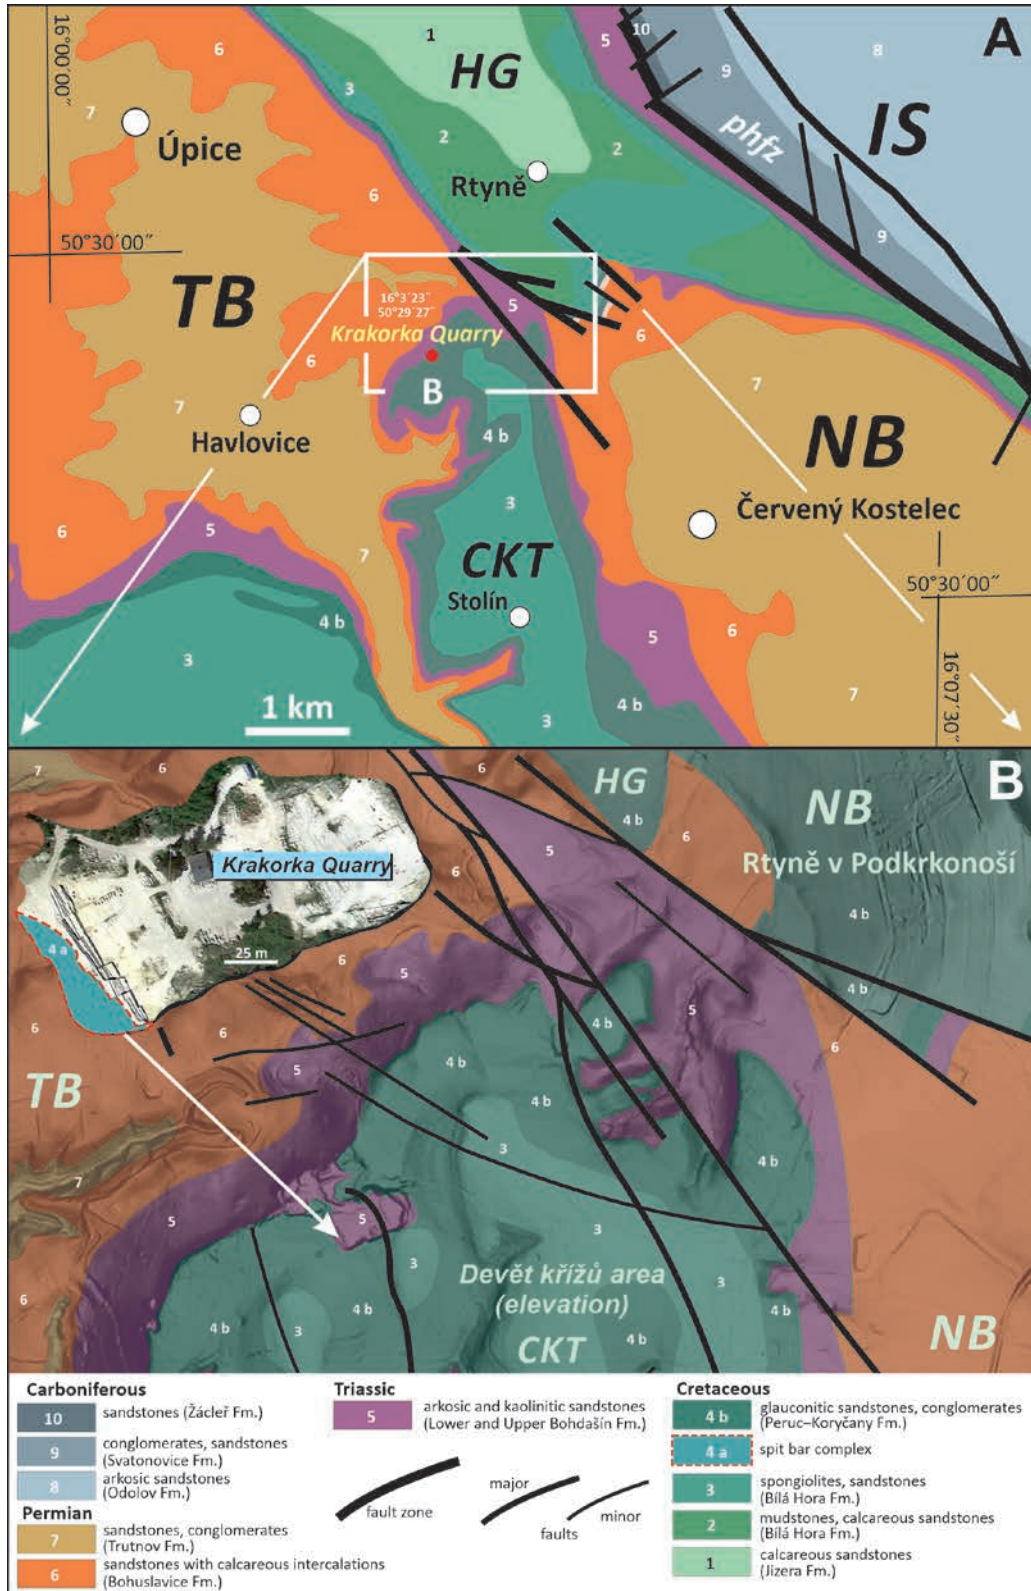 A
16°00´00˝
6
1
HG
5
10
8
3
9
7
2
IS
phfz
Úpice
2
Rtyně
6
9
50°30´00˝
TB
16°3´23˝
50°29´27˝
5
6
Krakorka Quarry
6
B
7
7
NB
Havlovice
4 b
3
Červený Kostelec
6
5
CKT
7
50°30´00˝
Stolín
4 b
5
6
3
16°07´30˝
1 km
7
4 b
3
B
7
6
6
HG
NB
4 b
6
5
Krakorka Quarry
6
Rtyně v Podkrkonoší
4 b
4 a
25 m
6
5
4 b
4 b
5
6
6
6
TB
5
4 b
4 b
3
4 b
7
5
5
3
3
3
Devět křížů area
(elevation)
6
4 b
4 b
3
4 b
4 b
CKT
NB
Carboniferous
10 sandstones (Žácleř Fm.)
9 conglomerates, sandstones
(Svatonovice Fm.)
8 arkosic sandstones
(Odolov Fm.)
Permian
7 sandstones, conglomerates
(Trutnov Fm.)
6 sandstones with calcareous intercalations
(Bohuslavice Fm.)
Triassic
5 arkosic and kaolinitic sandstones
(Lower and Upper Bohdašín Fm.)
fault zone
major
minor
faults
Cretaceous
4 b glauconitic sandstones, conglomerates
(Peruc–Koryčany Fm.)
4 a spit bar complex
3 spongiolites, sandstones
(Bílá Hora Fm.)
2 mudstones, calcareous sandstones
(Bílá Hora Fm.)
1 calcareous sandstones
(Jizera Fm.)